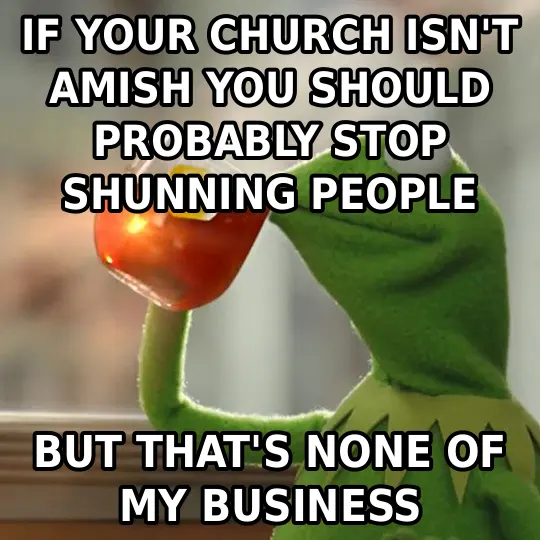 IF YOUR CHURCH ISN'T
AMISH YOU SHOULD
PROBABLY STOP
SHUNNING PEOPLE
BUT THAT'S NONE OF
MY BUSINESS